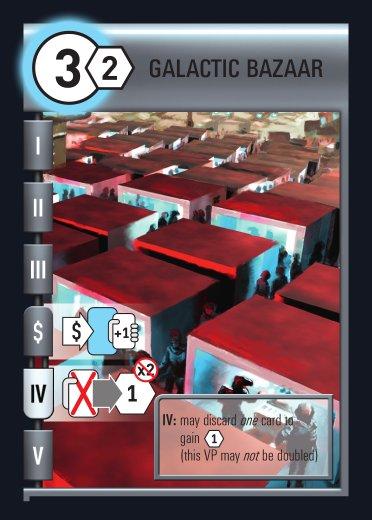 3 2 GALACTIC BAZAAR
I
II
III
$ $ +1
IV 1 x2
IV: may discard one card to
gain 1
(this VP may not be doubled)
V